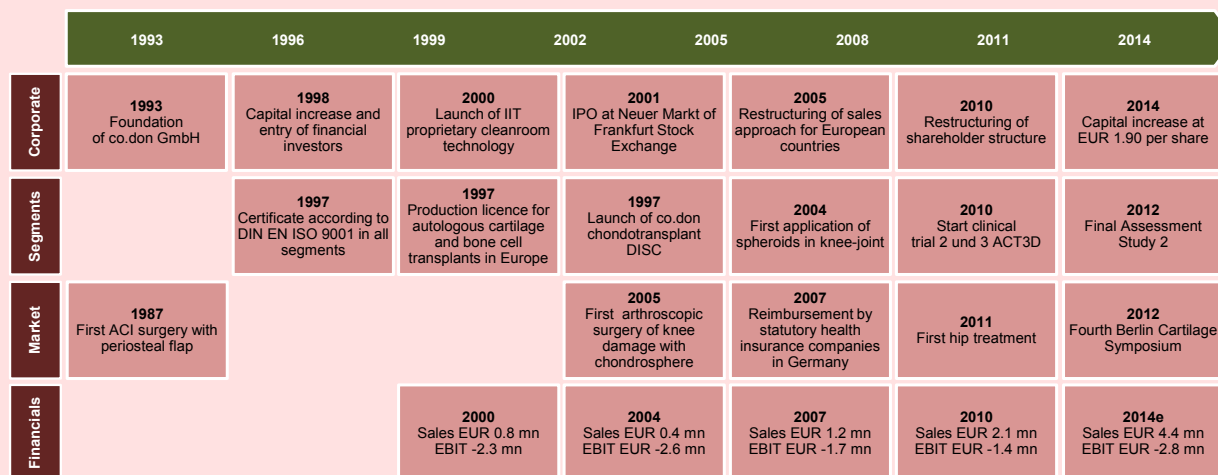 1993 1996 1999 2002 2005 2008 2011 2014
Corporate
1993
Foundation
of co.don GmbH
1998
Capital increase and
entry of financial
investors
2000
Launch of IIT
proprietary cleanroom
technology
2001
IPO at Neuer Markt of
Frankfurt Stock
Exchange
2005
Restructuring of sales
approach for European
countries
2010
Restructuring of
shareholder structure
2014
Capital increase at
EUR 1.90 per share
Segments
1997
Certificate according to
DIN EN ISO 9001 in all
segments
1997
Production licence for
autologous cartilage
and bone cell
transplants in Europe
1997
Launch of co.don
chondotransplant
DISC
2004
First application of
spheroids in knee-joint
2010
Start clinical
trial 2 und 3 ACT3D
2012
Final Assessment
Study 2
Market
1987
First ACI surgery with
periosteal flap
2005
First arthroscopic
surgery of knee
damage with
chondrosphere
2007
Reimbursement by
statutory health
insurance companies
in Germany
2011
First hip treatment
2012
Fourth Berlin Cartilage
Symposium
Financials
2000
Sales EUR 0.8 mn
EBIT -2.3 mn
2004
Sales EUR 0.4 mn
EBIT EUR -2.6 mn
2007
Sales EUR 1.2 mn
EBIT EUR -1.7 mn
2010
Sales EUR 2.1 mn
EBIT EUR -1.4 mn
2014e
Sales EUR 4.4 mn
EBIT EUR -2.8 mn